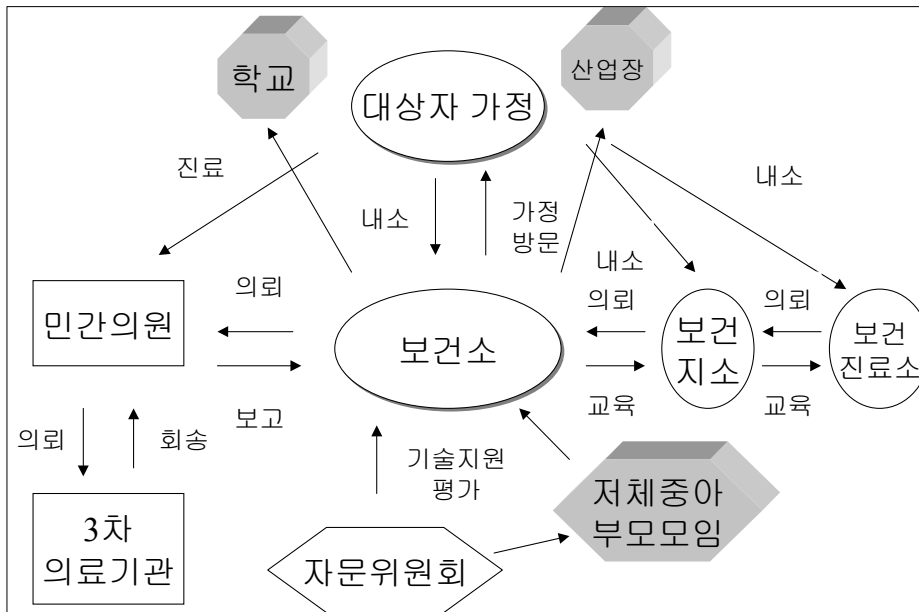 학교
산업장
대상자 가정
진료
내소
내소
가정
방문
내소
의뢰
의뢰
의뢰
민간의원
보건소
보건
지소
보건
진료소
보고
교육
교육
의뢰
회송
기술지원
평가
저체중아
부모모임
3차
의료기관
자문위원회